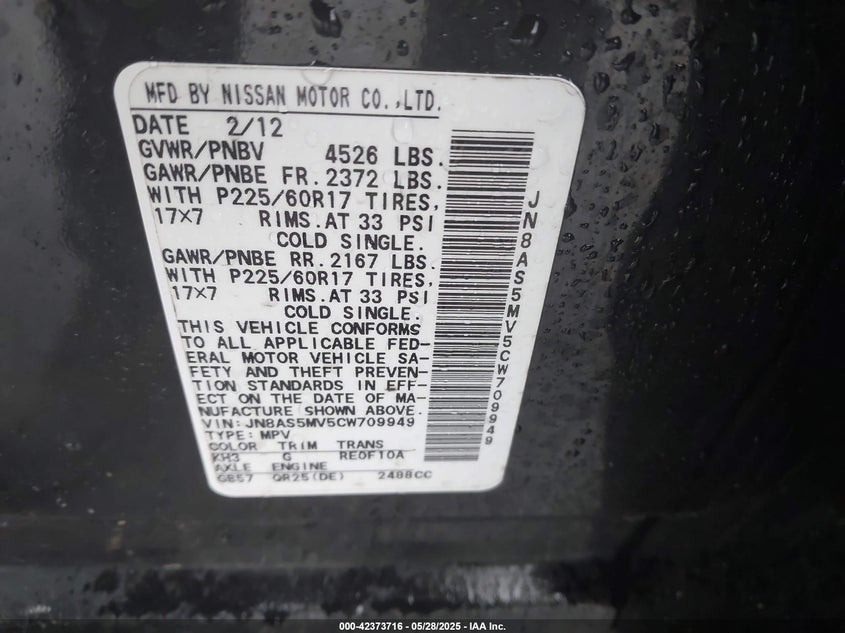 MFD BY NISSAN MOTOR CO.,LTD.
DATE 2/12
GVWR/PNBV 4526 LBS.
GAWR/PNBE FR.2372 LBS.
WITH P225/60R17 TIRES,
17×7 RIMS.AT 33 PSI
COLD SINGLE.
GAWR/PNBE RR.2167 LBS.
WITH P225/60R17 TIRES,
17×7 RIMS.AT 33 PSI
COLD SINGLE.
THIS VEHICLE CONFORMS
TO ALL APPLICABLE FED-
ERAL MOTOR VEHICLE SA-
FETY AND THEFT PREVEN-
TION STANDARDS IN EFF-
ECT ON THE DATE OF MA-
NUFACTURE SHOWN ABOVE.
VIN: JN8AS5MV5CW709949
TYPE: MPV
COLOR TRIM TRANS
KH3 G RE0F10A
AXLE ENGINE
GB57 QR25(DE) 2488CC
JN8AS5MV5CW709949
000-42373716 — 05/28/2025 — IAA Inc.